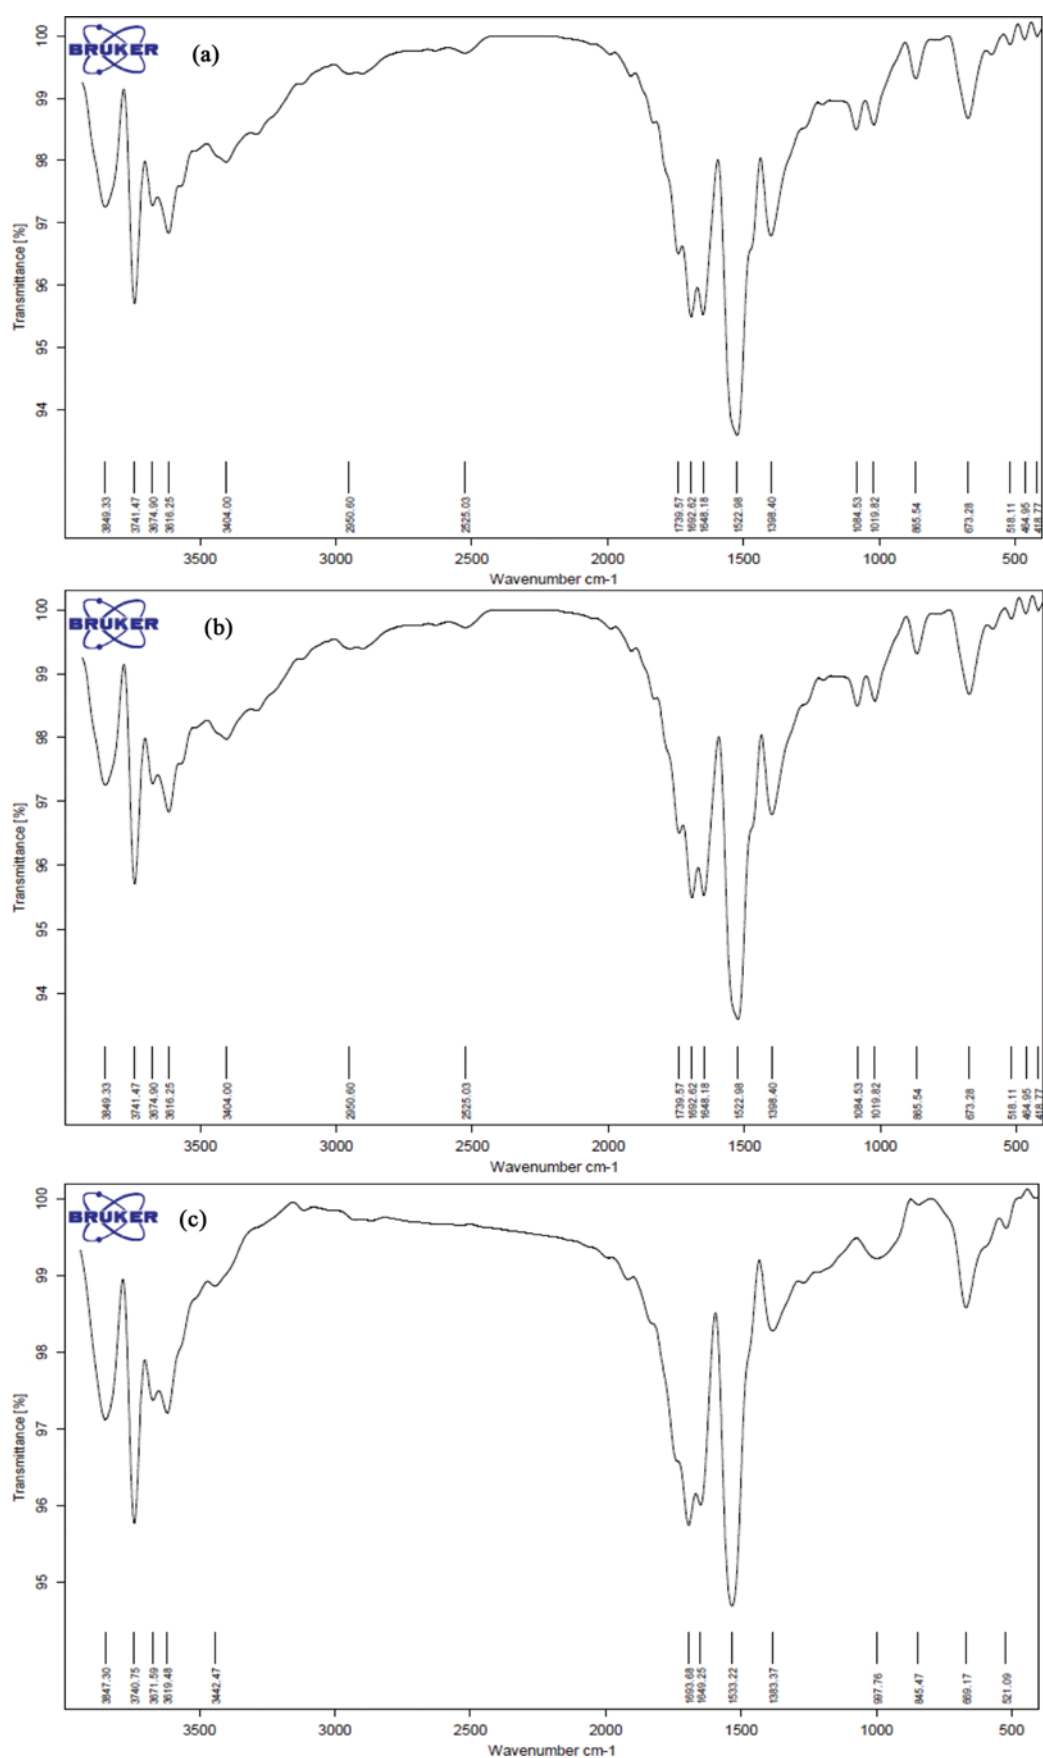 BRUKER
(a)
Transmittance [%]
100
99
98
97
96
95
94
3849.33 3741.47 3674.90 3616.25 3404.00 2950.60 2525.03 1739.57 1692.62 1648.18 1522.98 1398.40 1084.53 1019.82 865.54 673.28 518.11 464.95 418.77
3500 3000 2500 2000 1500 1000 500
Wavenumber cm-1
BRUKER
(b)
Transmittance [%]
100
99
98
97
96
95
94
3849.33 3741.47 3674.90 3616.25 3404.00 2950.60 2525.03 1739.57 1692.62 1648.18 1522.98 1398.40 1084.53 1019.82 865.54 673.28 518.11 464.95 418.77
3500 3000 2500 2000 1500 1000 500
Wavenumber cm-1
BRUKER
(c)
Transmittance [%]
100
99
98
97
96
95
3847.30 3740.75 3671.59 3619.48 3442.47 1693.68 1649.25 1533.22 1383.37 997.76 845.47 669.17 521.09
3500 3000 2500 2000 1500 1000 500
Wavenumber cm-1